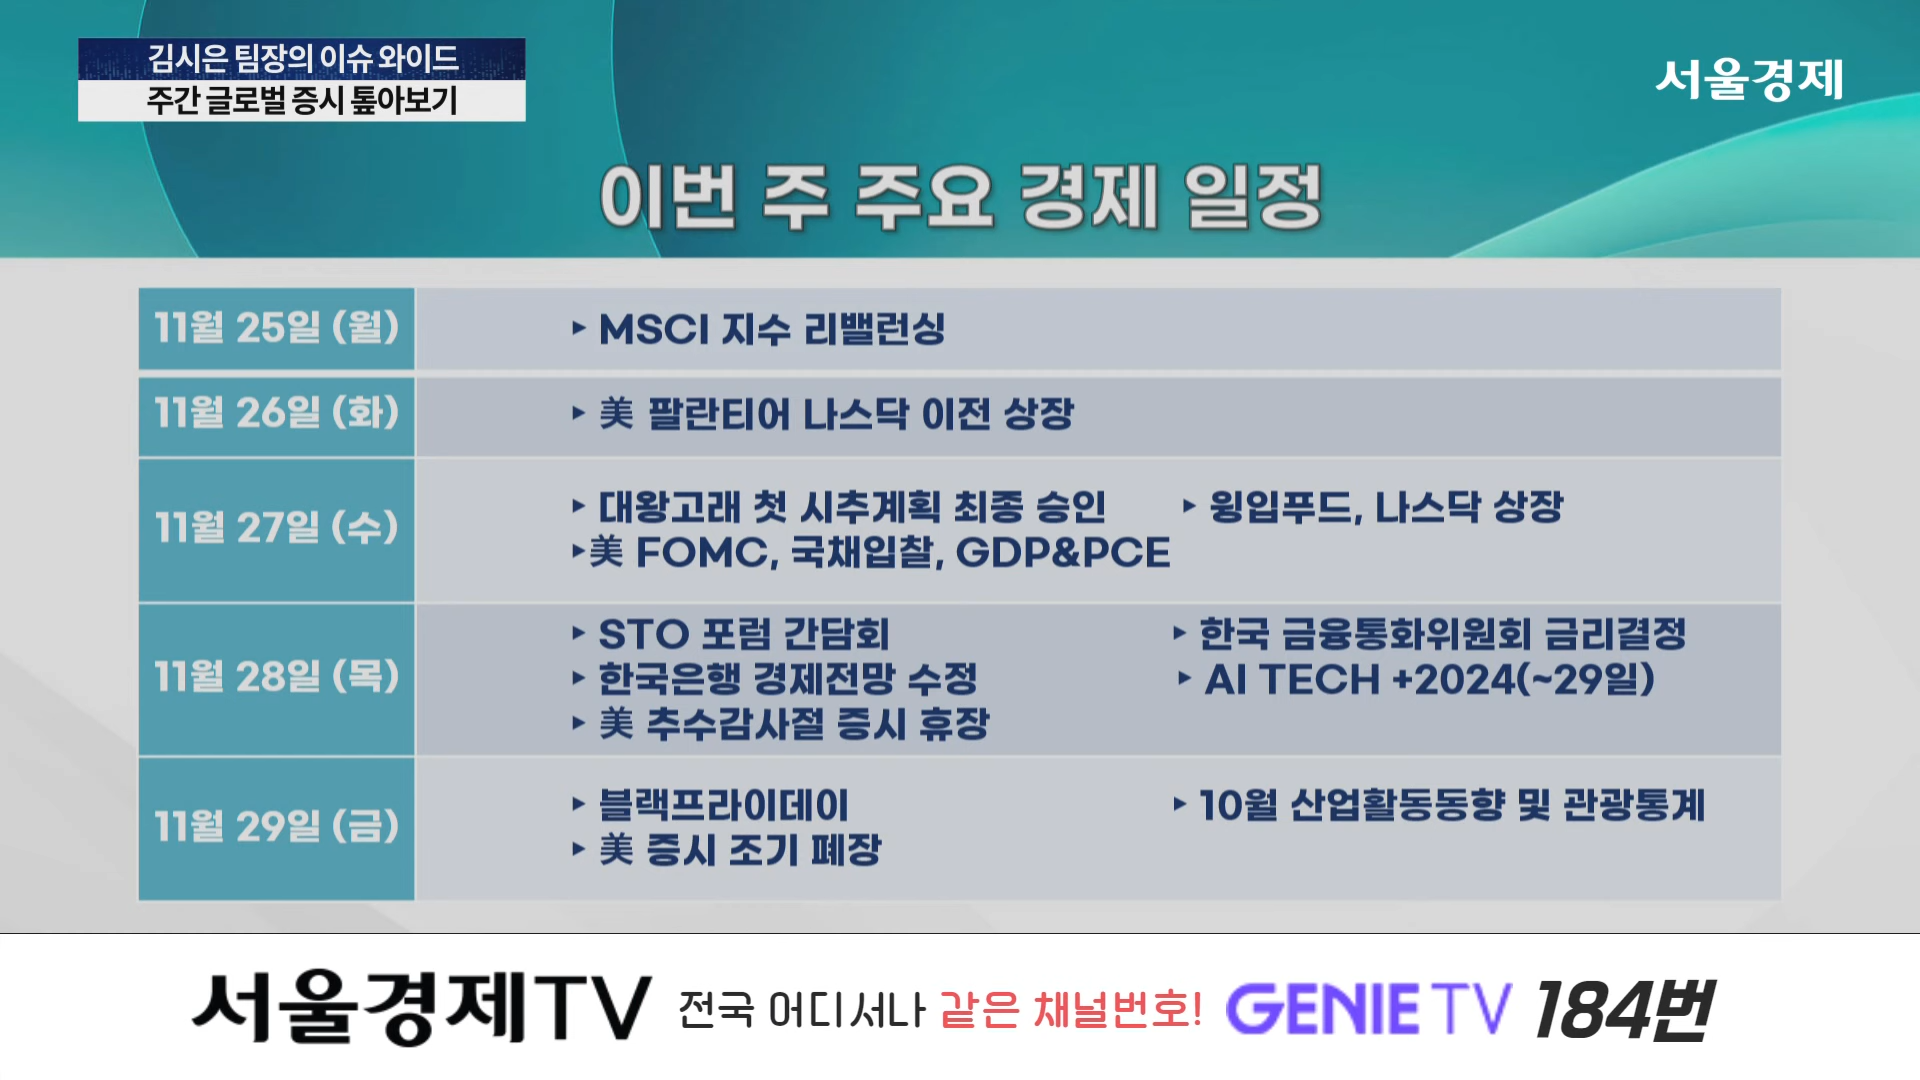 김시은 팀장의 이슈 와이드
주간 글로벌 증시 톺아보기
서울경제
이번 주 주요 경제 일정
11월 25일 (월)
▸ MSCI 지수 리밸런싱
11월 26일 (화)
▸ 美 팔란티어 나스닥 이전 상장
11월 27일 (수)
▸ 대왕고래 첫 시추계획 최종 승인 ▸ 윙입푸드, 나스닥 상장
▸美 FOMC, 국채입찰, GDP&PCE
11월 28일 (목)
▸ STO 포럼 간담회 ▸ 한국 금융통화위원회 금리결정
▸ 한국은행 경제전망 수정 ▸ AI TECH +2024(~29일)
▸ 美 추수감사절 증시 휴장
11월 29일 (금)
▸ 블랙프라이데이 ▸ 10월 산업활동동향 및 관광통계
▸ 美 증시 조기 폐장
서울경제TV 전국 어디서나 같은 채널번호! GENIE TV 184번